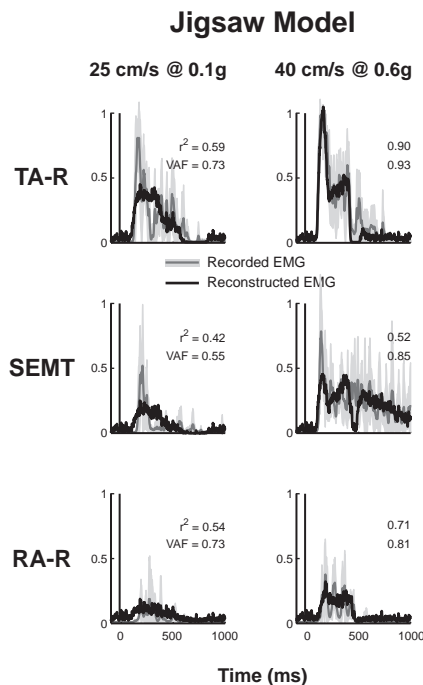 Jigsaw Model
25 cm/s @ 0.1g 40 cm/s @ 0.6g
TA-R
1
0.5
0
r² = 0.59
VAF = 0.73
1
0.5
0
0.90
0.93
Recorded EMG
Reconstructed EMG
SEMT
1
0.5
0
r² = 0.42
VAF = 0.55
1
0.5
0
0.52
0.85
RA-R
1
0.5
0
r² = 0.54
VAF = 0.73
1
0.5
0
0.71
0.81
0 500 1000
0 500 1000
Time (ms)